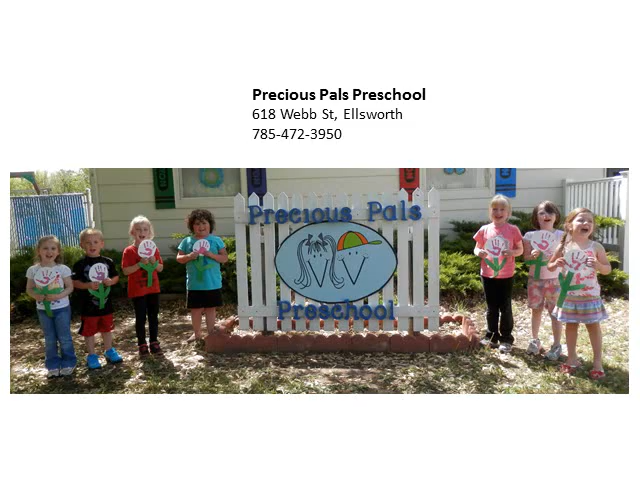 Precious Pals Preschool
618 Webb St, Ellsworth
785-472-3950
Precious Pals
Preschool